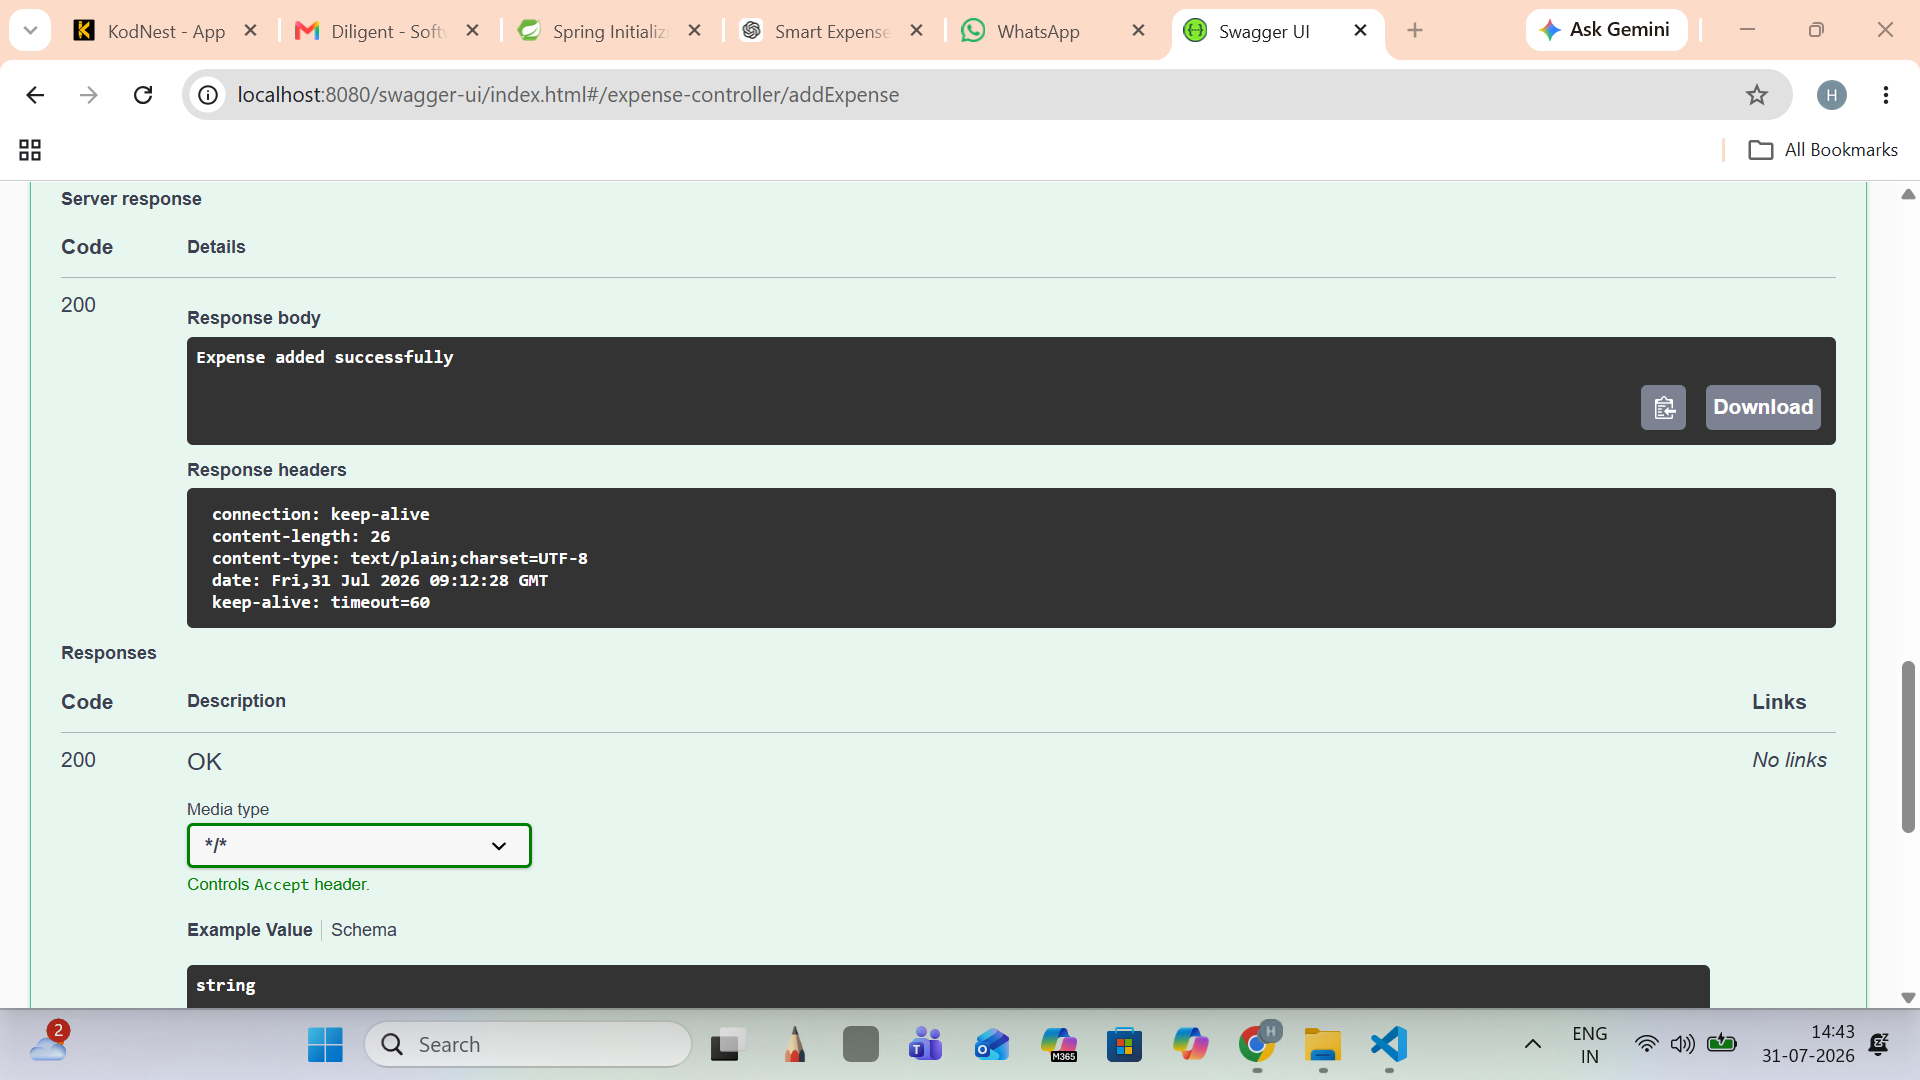 KodNest - App
Diligent - Soft
Spring Initializ
Smart Expense
WhatsApp
Swagger UI
Ask Gemini
localhost:8080/swagger-ui/index.html#/expense-controller/addExpense
H
All Bookmarks
Server response
Code Details
200
Response body
Expense added successfully
Download
Response headers
connection: keep-alive
content-length: 26
content-type: text/plain;charset=UTF-8
date: Fri,31 Jul 2026 09:12:28 GMT
keep-alive: timeout=60
Responses
Code Description Links
200 OK No links
Media type
*/*
Controls Accept header.
Example Value Schema
string
2
Search
M365
H
ENG
IN
14:43
31-07-2026